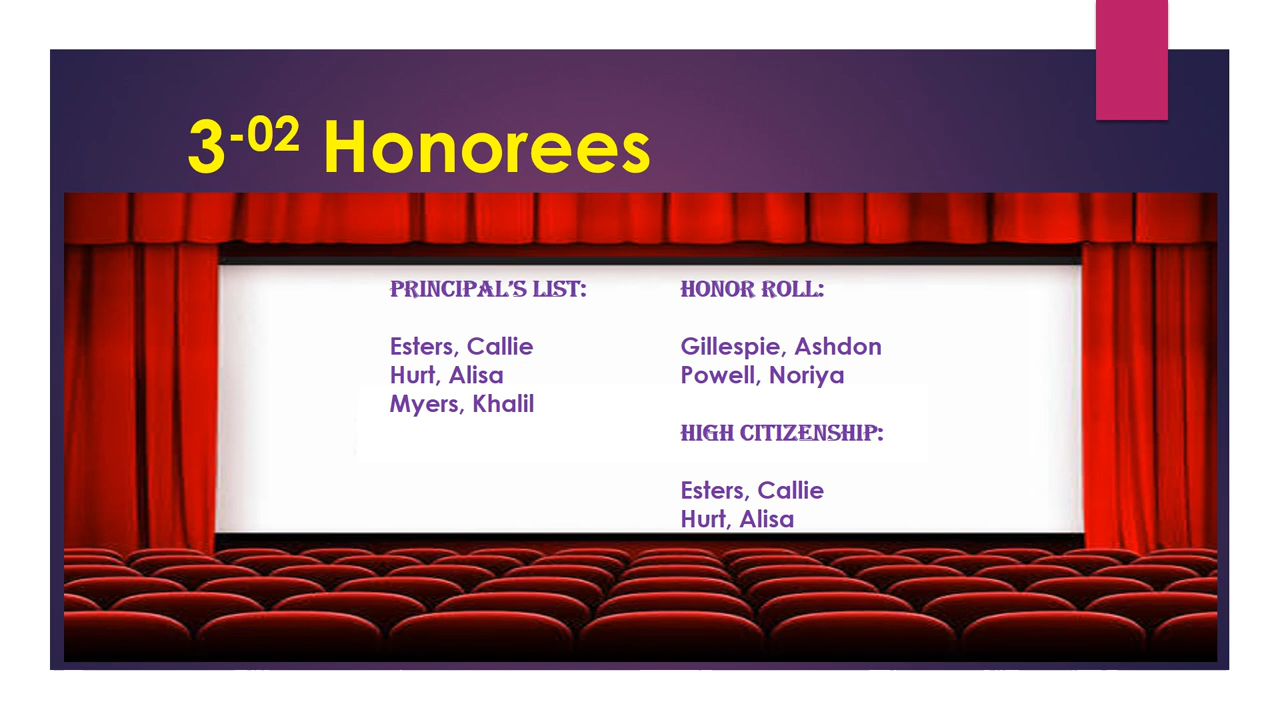 3-02 Honorees
PRINCIPAL'S LIST:
Esters, Callie
Hurt, Alisa
Myers, Khalil
HONOR ROLL:
Gillespie, Ashdon
Powell, Noriya
HIGH CITIZENSHIP:
Esters, Callie
Hurt, Alisa